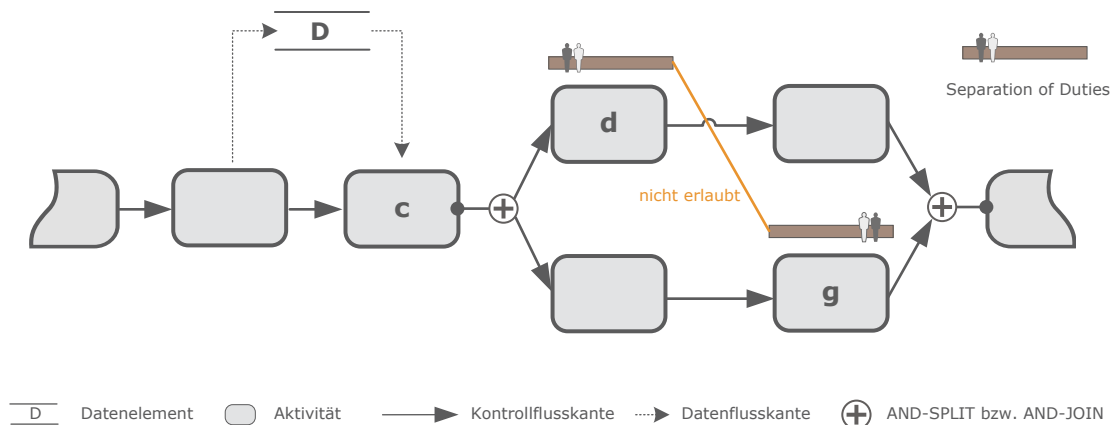 D
Separation of Duties
d
nicht erlaubt
c
g
D Datenelement Aktivität Kontrollflusskante Datenflusskante AND-SPLIT bzw. AND-JOIN